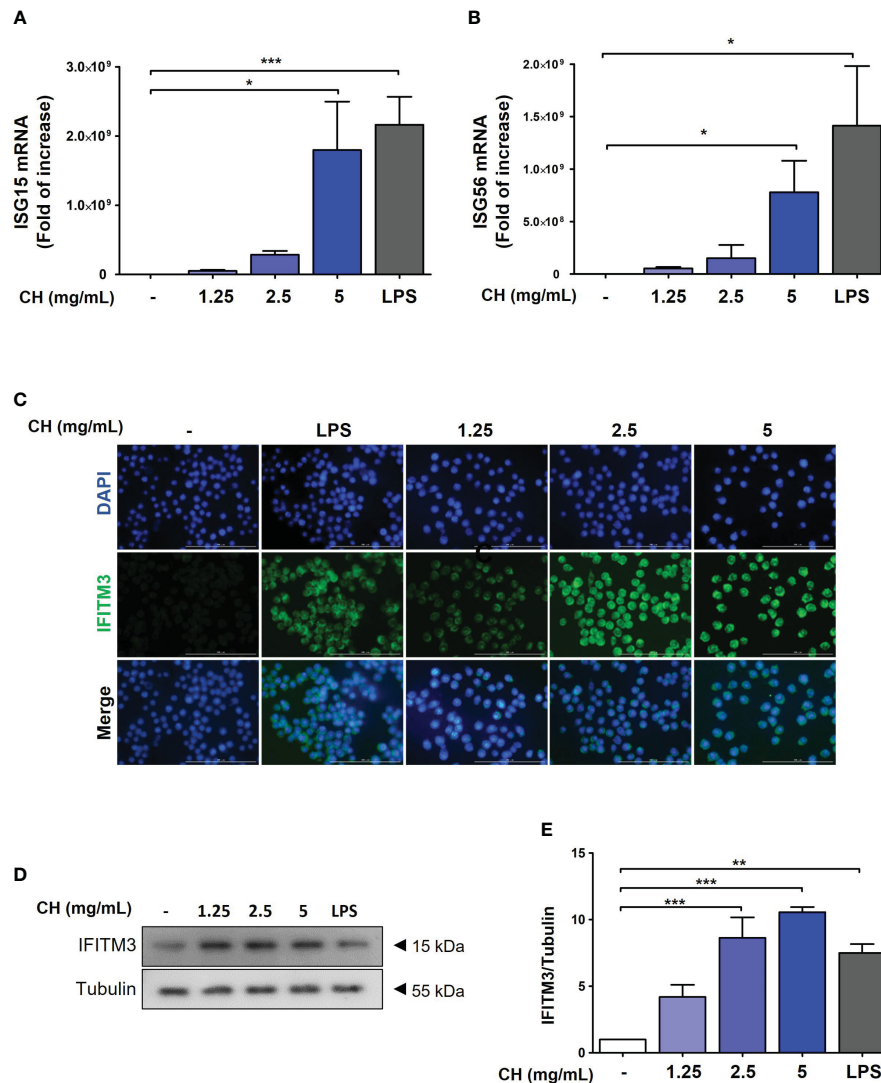 A
ISG15 mRNA
(Fold of increase)
3.0×10⁹
2.0×10⁹
1.0×10⁹
0
***
*
CH (mg/mL) - 1.25 2.5 5 LPS
B
ISG56 mRNA
(Fold of increase)
2.0×10⁹
1.5×10⁹
1.0×10⁹
5.0×10⁸
0
*
*
CH (mg/mL) - 1.25 2.5 5 LPS
C
CH (mg/mL) - LPS 1.25 2.5 5
DAPI
IFITM3
Merge
D
CH (mg/mL) - 1.25 2.5 5 LPS
IFITM3 ◄ 15 kDa
Tubulin ◄ 55 kDa
E
IFITM3/Tubulin
15
10
5
0
**
***
***
CH (mg/mL) - 1.25 2.5 5 LPS